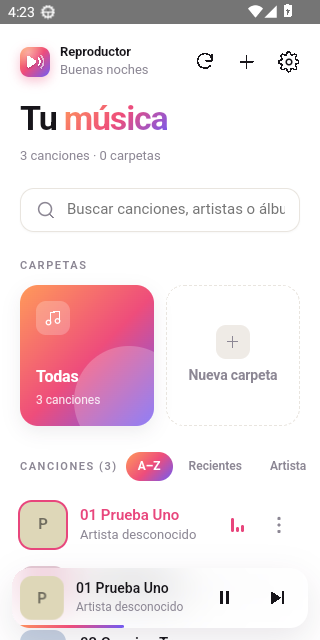 4:23
Reproductor
Buenas noches
Tu música
3 canciones · 0 carpetas
Buscar canciones, artistas o álbu
CARPETAS
Todas
3 canciones
Nueva carpeta
CANCIONES (3) A–Z Recientes Artista
P
01 Prueba Uno
Artista desconocido
P
01 Prueba Uno
Artista desconocido